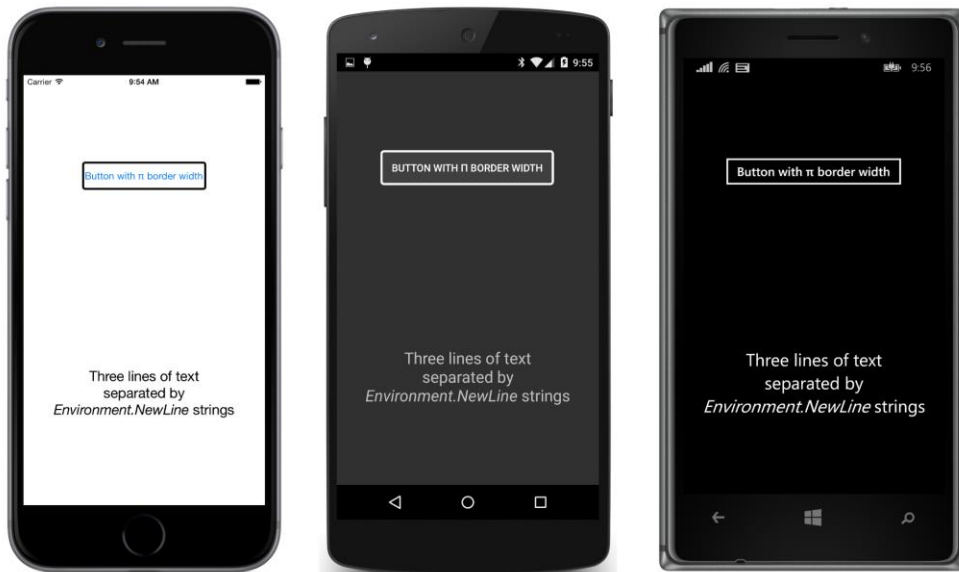 Carrier 9:54 AM
Button with π border width
Three lines of text
separated by
Environment.NewLine strings
9:55
BUTTON WITH Π BORDER WIDTH
Three lines of text
separated by
Environment.NewLine strings
9:56
Button with π border width
Three lines of text
separated by
Environment.NewLine strings